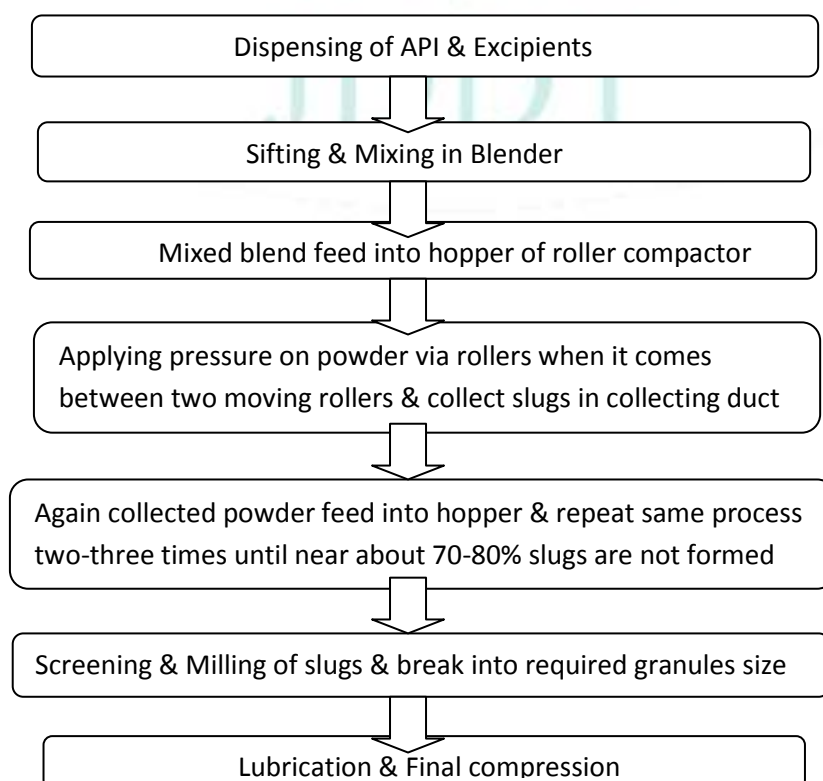 Dispensing of API & Excipients
Sifting & Mixing in Blender
Mixed blend feed into hopper of roller compactor
Applying pressure on powder via rollers when it comes
between two moving rollers & collect slugs in collecting duct
Again collected powder feed into hopper & repeat same process
two-three times until near about 70-80% slugs are not formed
Screening & Milling of slugs & break into required granules size
Lubrication & Final compression